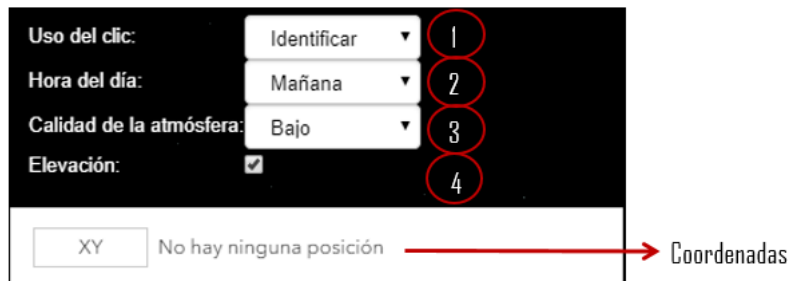 Uso del clic: Identificar 1
Hora del día: Mañana 2
Calidad de la atmósfera: Bajo 3
Elevación: 4
XY No hay ninguna posición Coordenadas